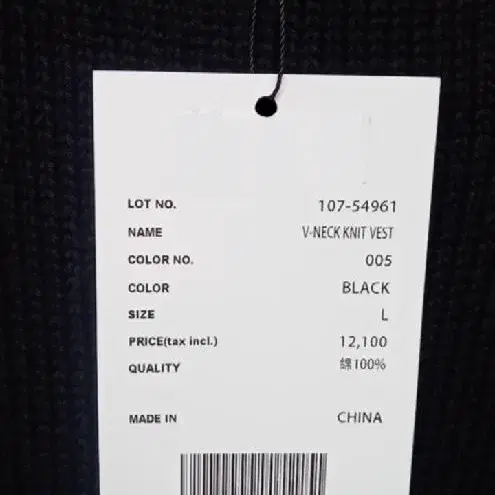 LOT NO. 107-54961
NAME V-NECK KNIT VEST
COLOR NO. 005
COLOR BLACK
SIZE L
PRICE(tax incl.) 12,100
QUALITY 綿100%
MADE IN CHINA